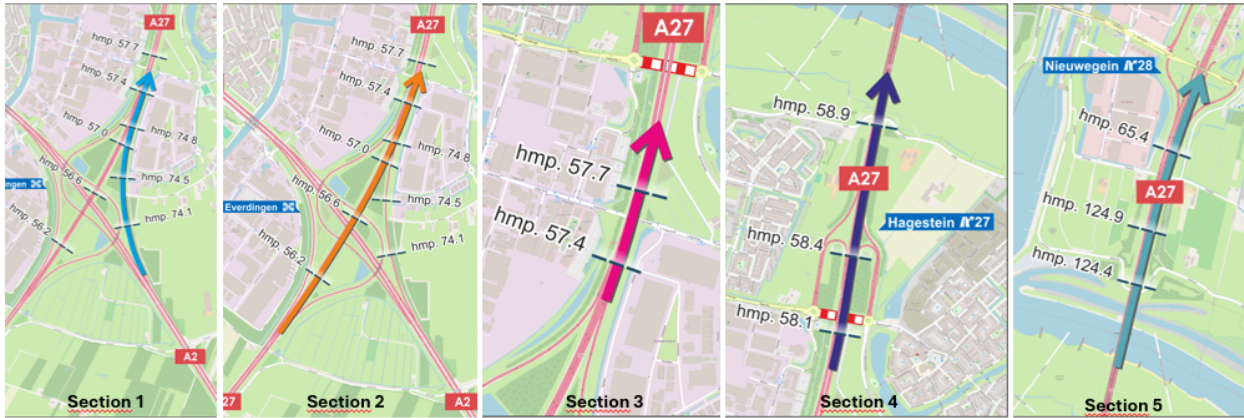 A27
hmp. 57.7
hmp. 57.4
hmp. 57.0
hmp. 74.8
hmp. 56.6
hmp. 74.5
ingen
hmp. 74.1
hmp. 56.2
A2
Section 1
A27
hmp. 57.7
hmp. 57.4
hmp. 57.0
hmp. 74.8
hmp. 56.6
hmp. 74.5
Everdingen
hmp. 74.1
hmp. 56.2
A2
27
Section 2
A27
hmp. 57.7
hmp. 57.4
Section 3
hmp. 58.9
A27
Hagestein 27
hmp. 58.4
hmp. 58.1
Section 4
Nieuwegein 28
hmp. 65.4
A27
hmp. 124.9
hmp. 124.4
Section 5